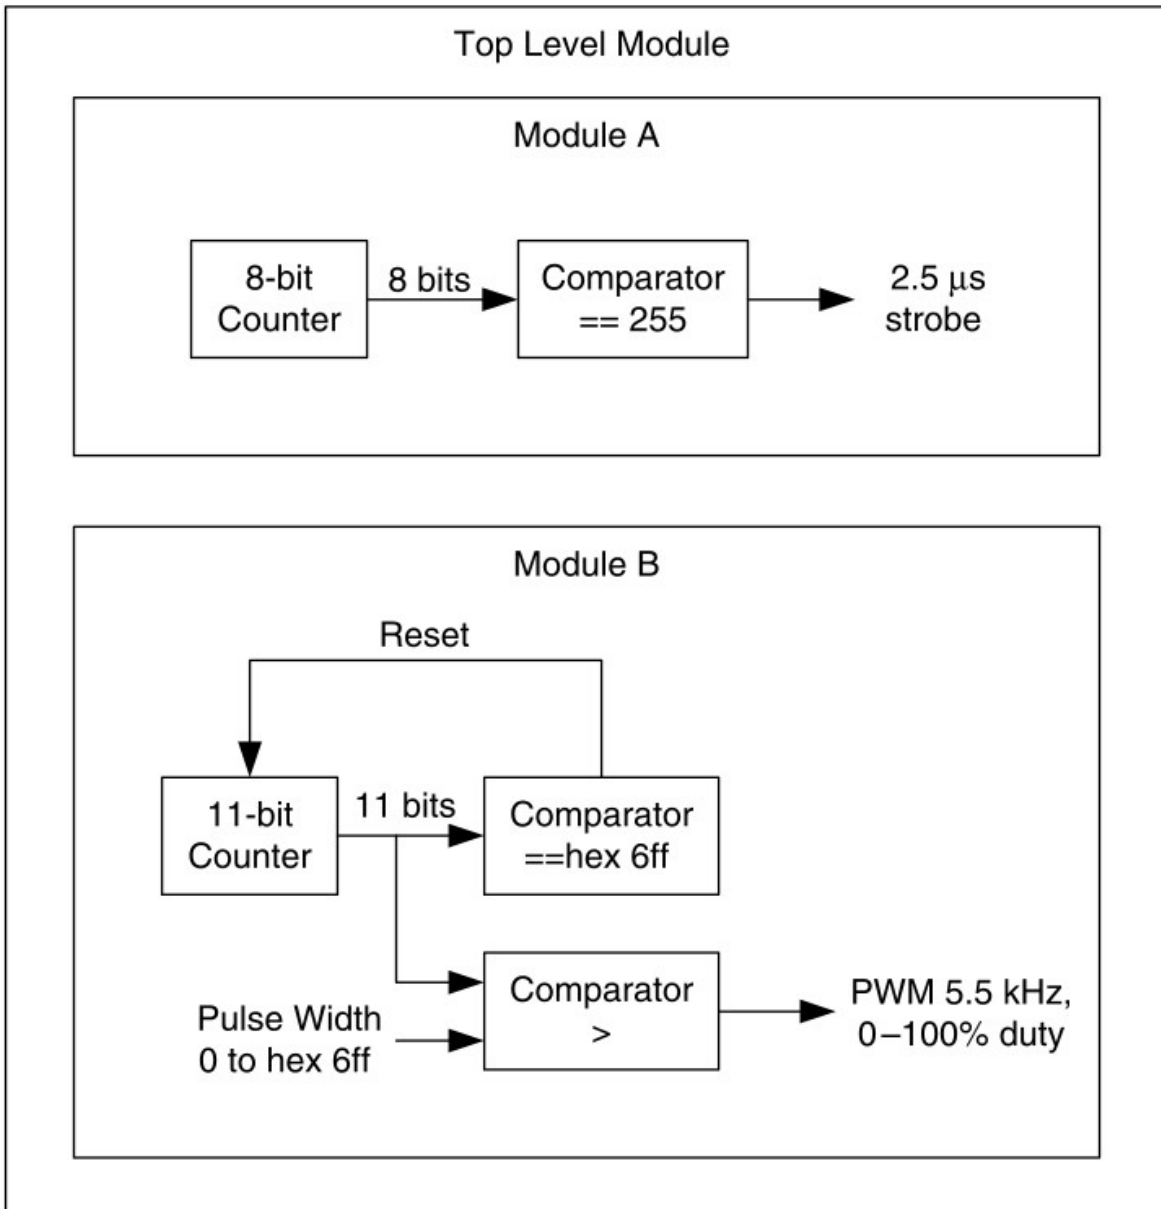 Top Level Module
Module A
8-bit
Counter
8 bits
Comparator
== 255
2.5 μs
strobe
Module B
Reset
11-bit
Counter
11 bits
Comparator
==hex 6ff
Pulse Width
0 to hex 6ff
Comparator
>
PWM 5.5 kHz,
0–100% duty